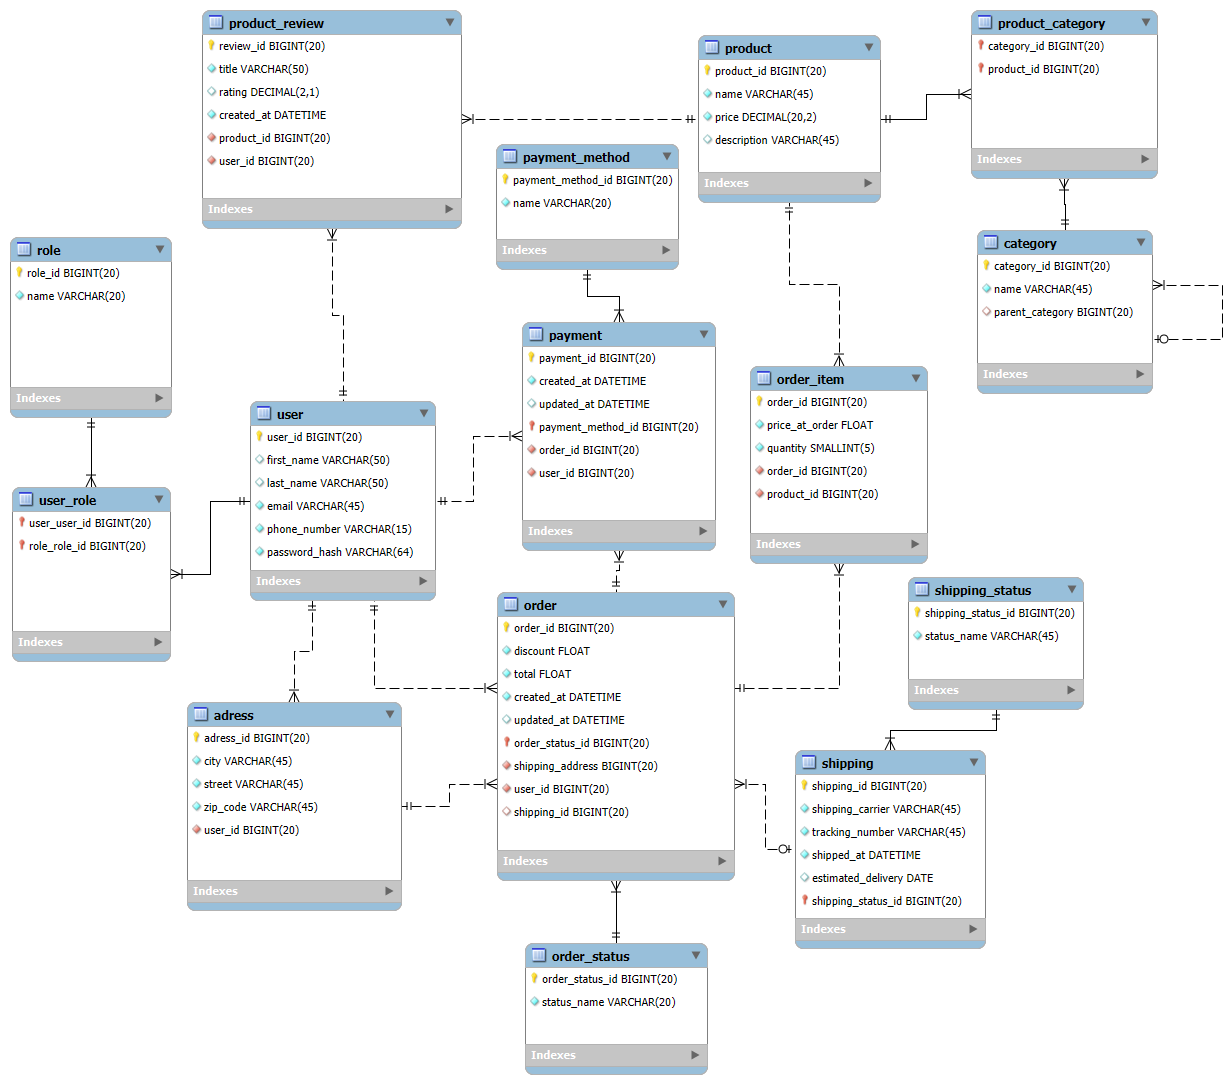 product_review
review_id BIGINT(20)
title VARCHAR(50)
rating DECIMAL(2,1)
created_at DATETIME
product_id BIGINT(20)
user_id BIGINT(20)
Indexes
product
product_id BIGINT(20)
name VARCHAR(45)
price DECIMAL(20,2)
description VARCHAR(45)
Indexes
product_category
category_id BIGINT(20)
product_id BIGINT(20)
Indexes
payment_method
payment_method_id BIGINT(20)
name VARCHAR(20)
Indexes
role
role_id BIGINT(20)
name VARCHAR(20)
Indexes
category
category_id BIGINT(20)
name VARCHAR(45)
parent_category BIGINT(20)
Indexes
payment
payment_id BIGINT(20)
created_at DATETIME
updated_at DATETIME
payment_method_id BIGINT(20)
order_id BIGINT(20)
user_id BIGINT(20)
Indexes
order_item
order_id BIGINT(20)
price_at_order FLOAT
quantity SMALLINT(5)
order_id BIGINT(20)
product_id BIGINT(20)
Indexes
user
user_id BIGINT(20)
first_name VARCHAR(50)
last_name VARCHAR(50)
email VARCHAR(45)
phone_number VARCHAR(15)
password_hash VARCHAR(64)
Indexes
user_role
user_user_id BIGINT(20)
role_role_id BIGINT(20)
Indexes
order
order_id BIGINT(20)
discount FLOAT
total FLOAT
created_at DATETIME
updated_at DATETIME
order_status_id BIGINT(20)
shipping_address BIGINT(20)
user_id BIGINT(20)
shipping_id BIGINT(20)
Indexes
shipping_status
shipping_status_id BIGINT(20)
status_name VARCHAR(45)
Indexes
adress
adress_id BIGINT(20)
city VARCHAR(45)
street VARCHAR(45)
zip_code VARCHAR(45)
user_id BIGINT(20)
Indexes
shipping
shipping_id BIGINT(20)
shipping_carrier VARCHAR(45)
tracking_number VARCHAR(45)
shipped_at DATETIME
estimated_delivery DATE
shipping_status_id BIGINT(20)
Indexes
order_status
order_status_id BIGINT(20)
status_name VARCHAR(20)
Indexes